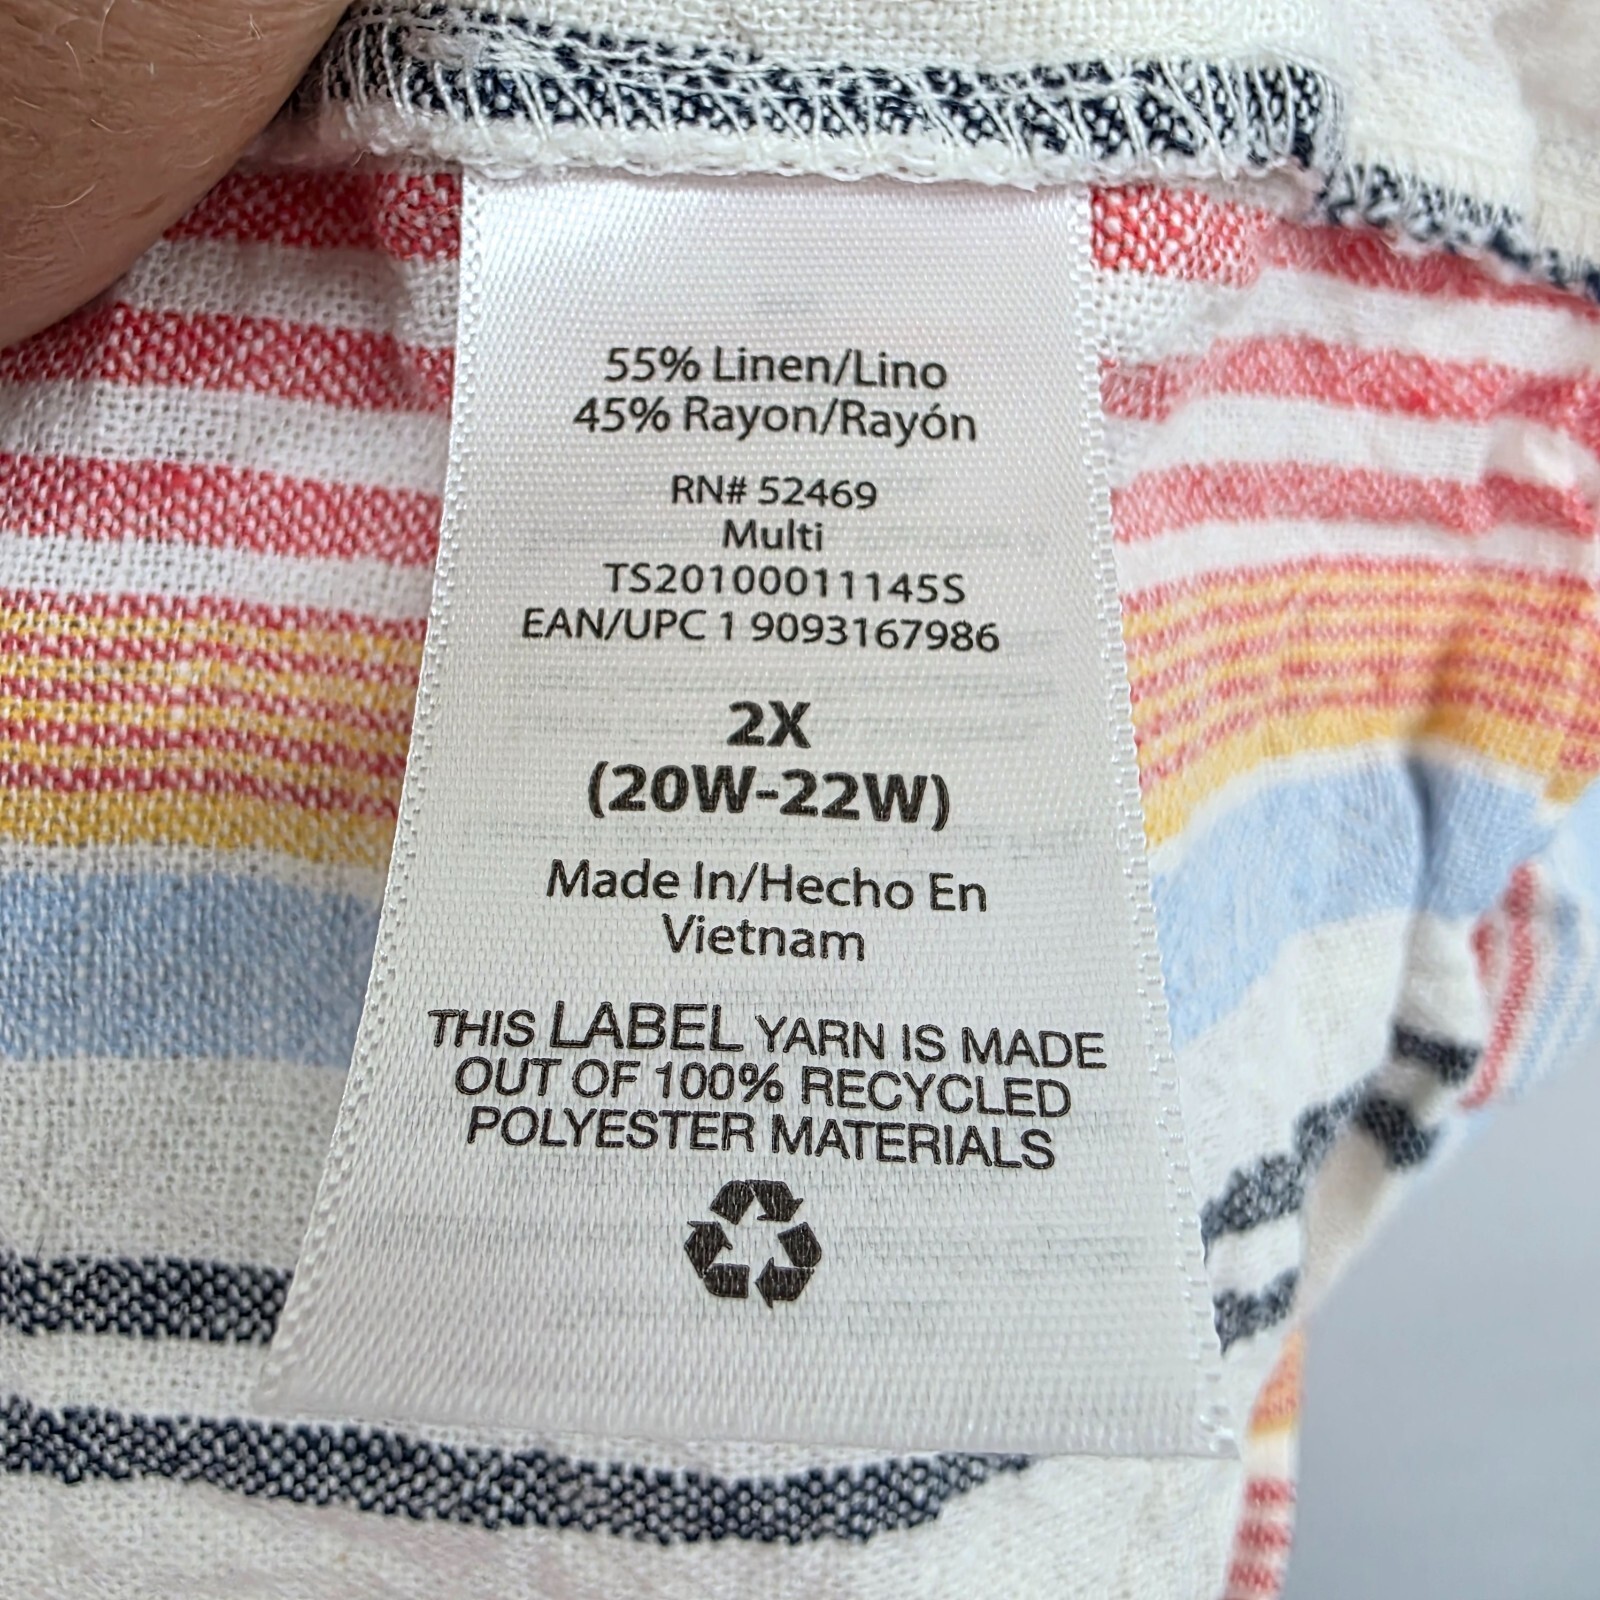 55% Linen/Lino
45% Rayon/Rayón
RN# 52469
Multi
TS20100011145S
EAN/UPC 1 9093167986
2X
(20W-22W)
Made In/Hecho En
Vietnam
THIS LABEL YARN IS MADE
OUT OF 100% RECYCLED
POLYESTER MATERIALS